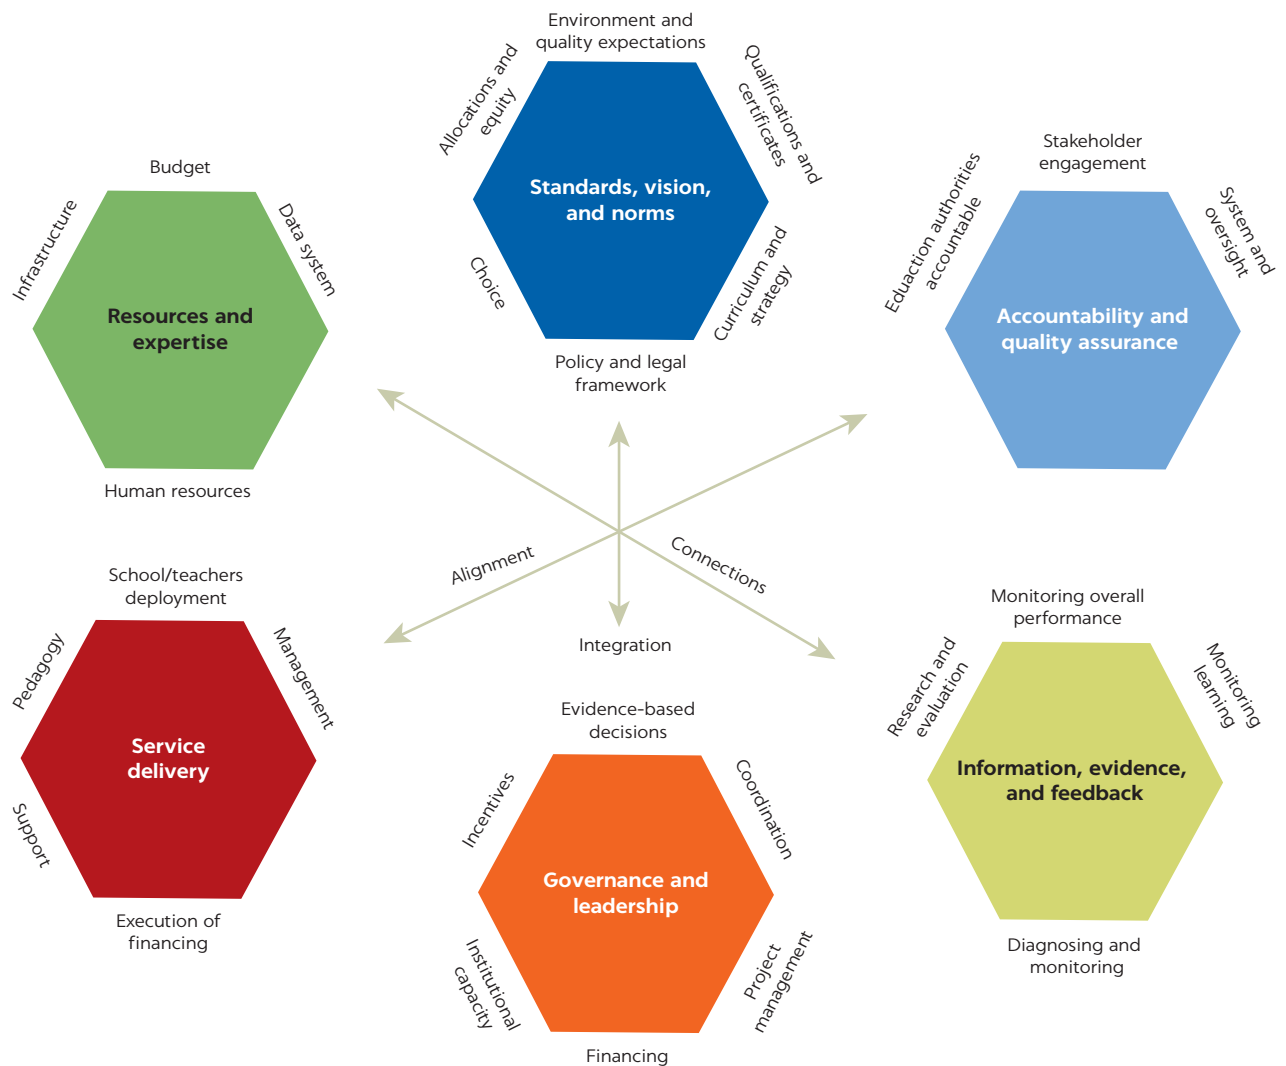 Environment and
quality expectations
Allocations and
equity
Qualifications and
certificates
Standards, vision,
and norms
Choice
Curriculum and
strategy
Policy and legal
framework
Budget
Infrastructure
Data system
Resources and
expertise
Human resources
Stakeholder
engagement
Eduaction authorities
accountable
System and
oversight
Accountability and
quality assurance
Alignment
Connections
Integration
School/teachers
deployment
Pedagogy
Management
Service
delivery
Support
Execution of
financing
Evidence-based
decisions
Incentives
Coordination
Governance and
leadership
Institutional
capacity
Project
management
Financing
Monitoring overall
performance
Research and
evaluation
Monitoring
learning
Information, evidence,
and feedback
Diagnosing and
monitoring